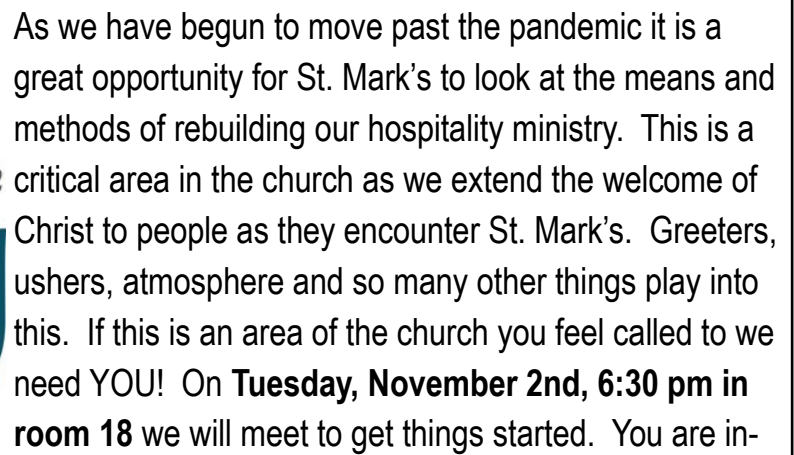 As we have begun to move past the pandemic it is a
great opportunity for St. Mark's to look at the means and
methods of rebuilding our hospitality ministry.  This is a
critical area in the church as we extend the welcome of
Christ to people as they encounter St. Mark's.  Greeters,
ushers, atmosphere and so many other things play into
this.  If this is an area of the church you feel called to we
need YOU!  On Tuesday, November 2nd, 6:30 pm in
room 18 we will meet to get things started.  You are in-